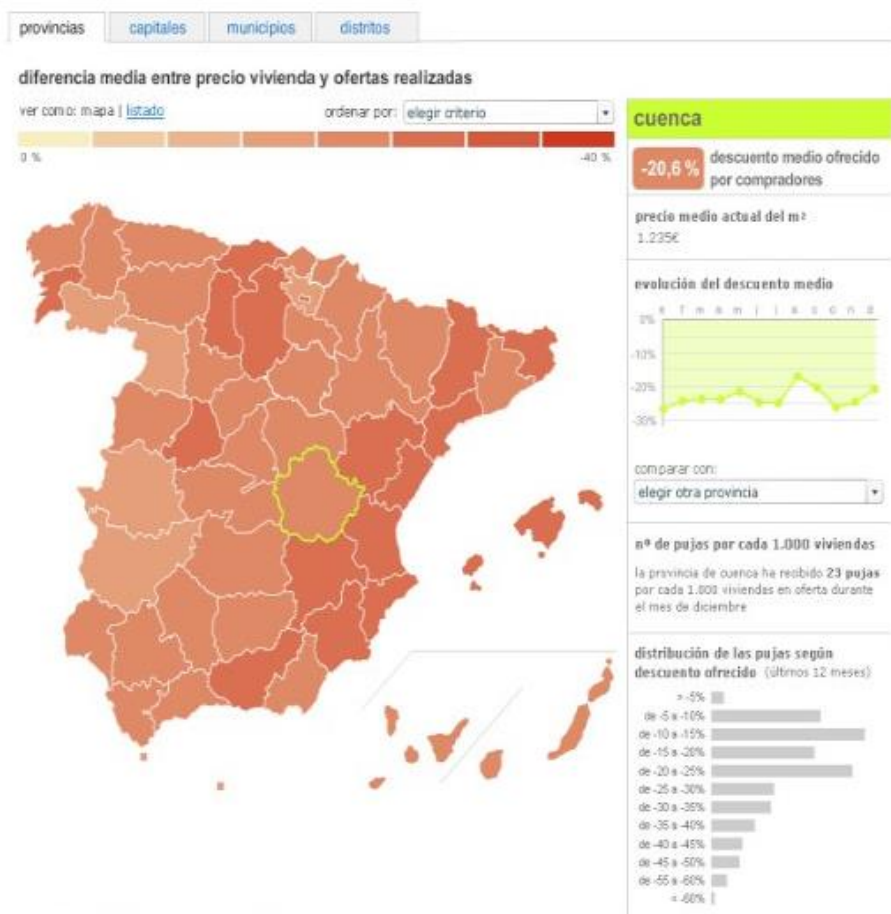 provincias
capitales
municipios
distritos
diferencia media entre precio vivienda y ofertas realizadas
ver como: mapa | listado
ordenar por: elegir criterio
0 %
-40 %
cuenca
-20,6 %
descuento medio ofrecido
por compradores
precio medio actual del m²
1.235€
evolución del descuento medio
e f m a m j j a s o n d
0%
-10%
-20%
-30%
comparar con:
elegir otra provincia
nº de pujas por cada 1.000 viviendas
la provincia de cuenca ha recibido 23 pujas
por cada 1.000 viviendas en oferta durante
el mes de diciembre
distribución de las pujas según
descuento ofrecido (últimos 12 meses)
> -5%
de -5 a -10%
de -10 a -15%
de -15 a -20%
de -20 a -25%
de -25 a -30%
de -30 a -35%
de -35 a -40%
de -40 a -45%
de -45 a -50%
de -55 a -60%
< -60%